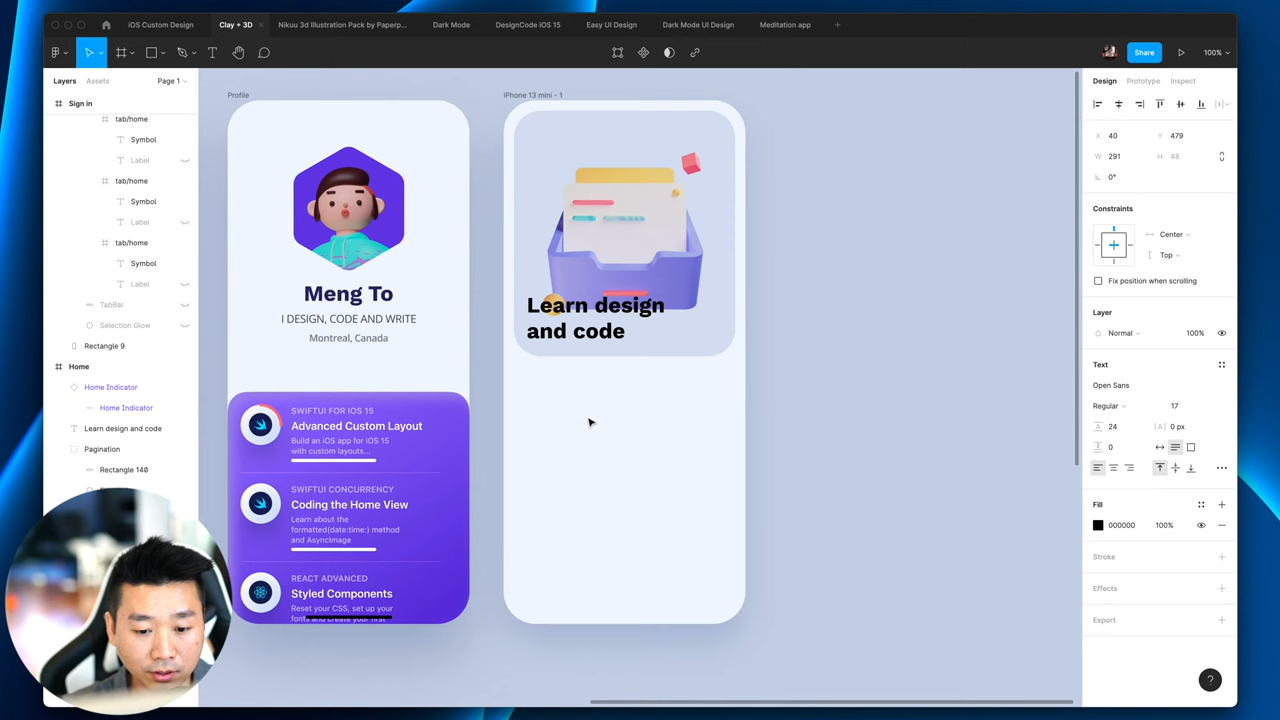 iOS Custom Design
Clay + 3D
Nikuu 3d Illustration Pack by Paperp...
Dark Mode
DesignCode iOS 15
Easy UI Design
Dark Mode UI Design
Meditation app
Share
100%
Layers
Assets
Page 1
Sign in
tab/home
Symbol
Label
tab/home
Symbol
Label
tab/home
Symbol
Label
TabBar
Selection Glow
Rectangle 9
Home
Home Indicator
Home Indicator
Learn design and code
Pagination
Rectangle 140
Profile
Meng To
I DESIGN, CODE AND WRITE
Montreal, Canada
SWIFTUI FOR IOS 15
Advanced Custom Layout
Build an iOS app for iOS 15
with custom layouts...
SWIFTUI CONCURRENCY
Coding the Home View
Learn about the
formatted(date:time:) method
and AsyncImage
REACT ADVANCED
Styled Components
Reset your CSS, set up your
fonts and create your first
iPhone 13 mini - 1
Learn design
and code
Design
Prototype
Inspect
X 40
Y 479
W 291
H 48
0°
Constraints
Center
Top
Fix position when scrolling
Layer
Normal
100%
Text
Open Sans
Regular
17
A 24
|A| 0 px
0
Fill
000000
100%
Stroke
Effects
Export
?